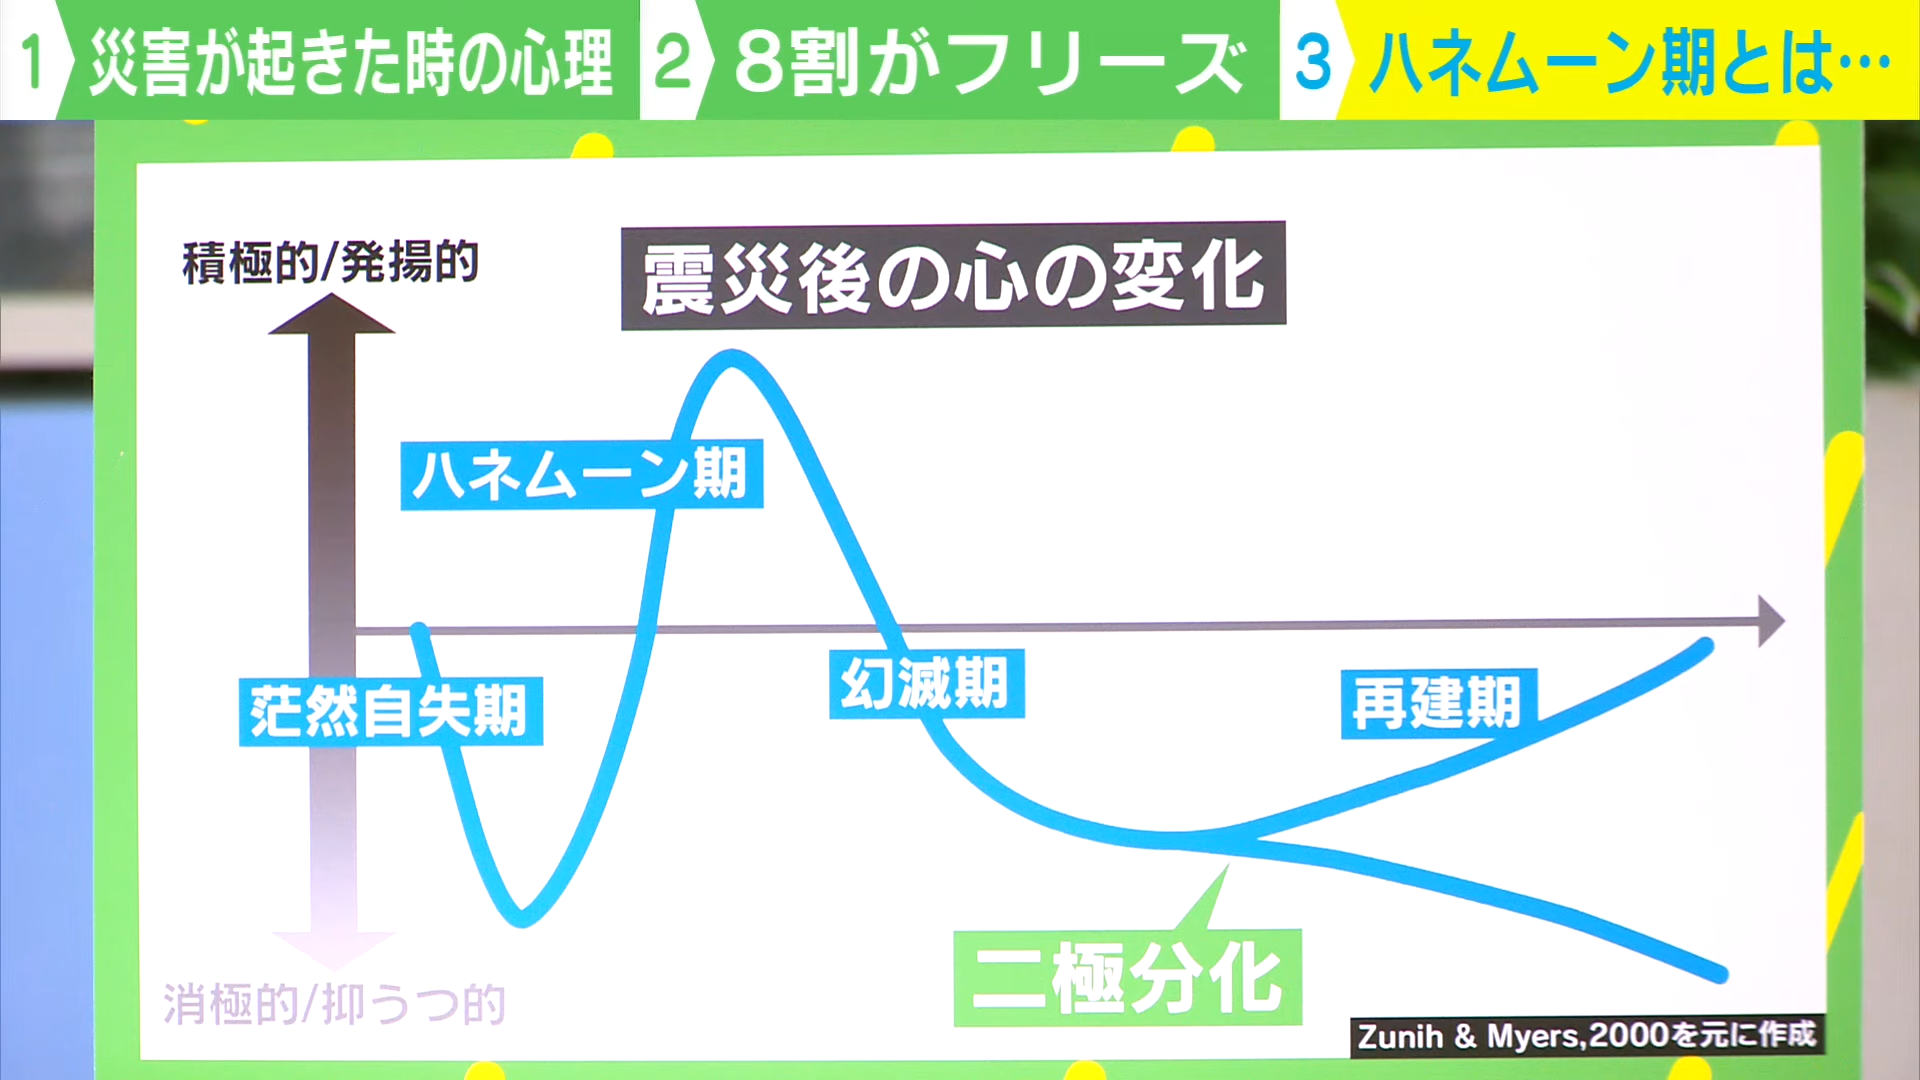 1 災害が起きた時の心理 2 8割がフリーズ 3 ハネムーン期とは…
震災後の心の変化
積極的/発揚的
ハネムーン期
茫然自失期
幻滅期
再建期
二極分化
消極的/抑うつ的
Zunih & Myers,2000を元に作成